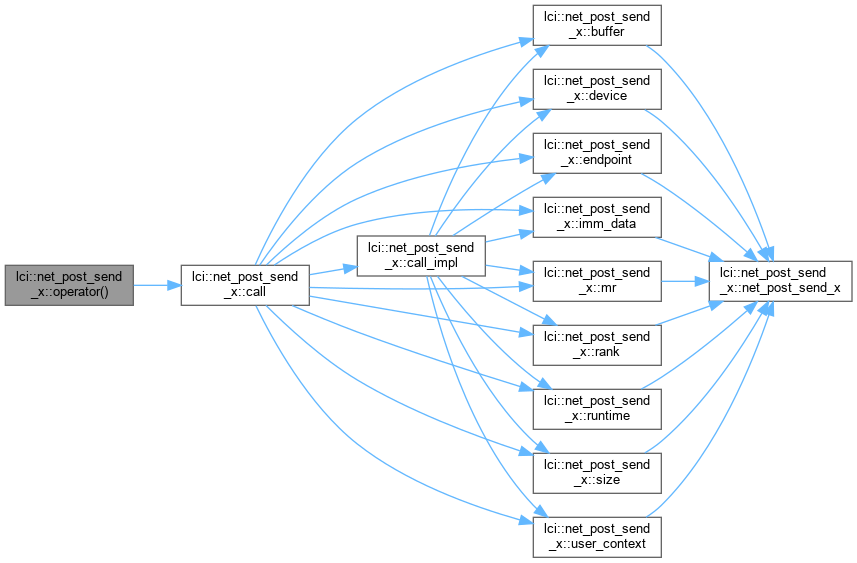 lci::net_post_send
_x::operator()
lci::net_post_send
_x::call
lci::net_post_send
_x::call_impl
lci::net_post_send
_x::buffer
lci::net_post_send
_x::device
lci::net_post_send
_x::endpoint
lci::net_post_send
_x::imm_data
lci::net_post_send
_x::mr
lci::net_post_send
_x::rank
lci::net_post_send
_x::runtime
lci::net_post_send
_x::size
lci::net_post_send
_x::user_context
lci::net_post_send
_x::net_post_send_x